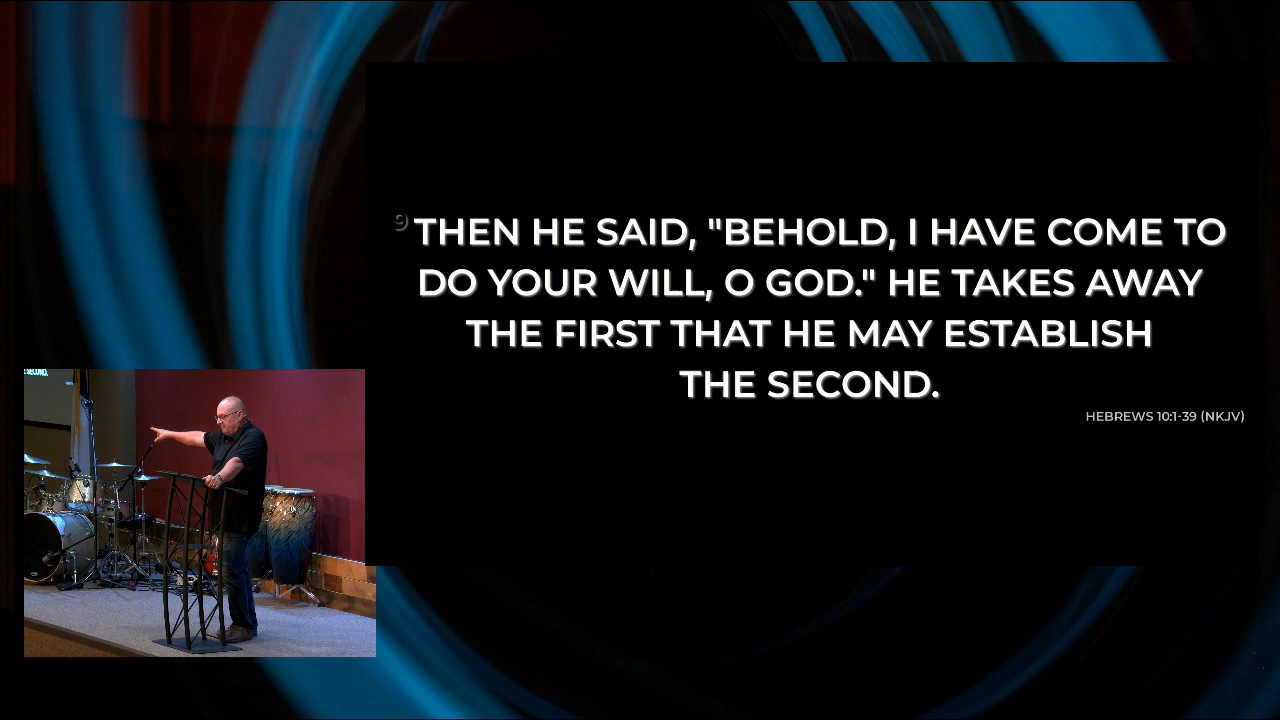 9 THEN HE SAID, "BEHOLD, I HAVE COME TO
DO YOUR WILL, O GOD." HE TAKES AWAY
THE FIRST THAT HE MAY ESTABLISH
THE SECOND.
HEBREWS 10:1-39 (NKJV)